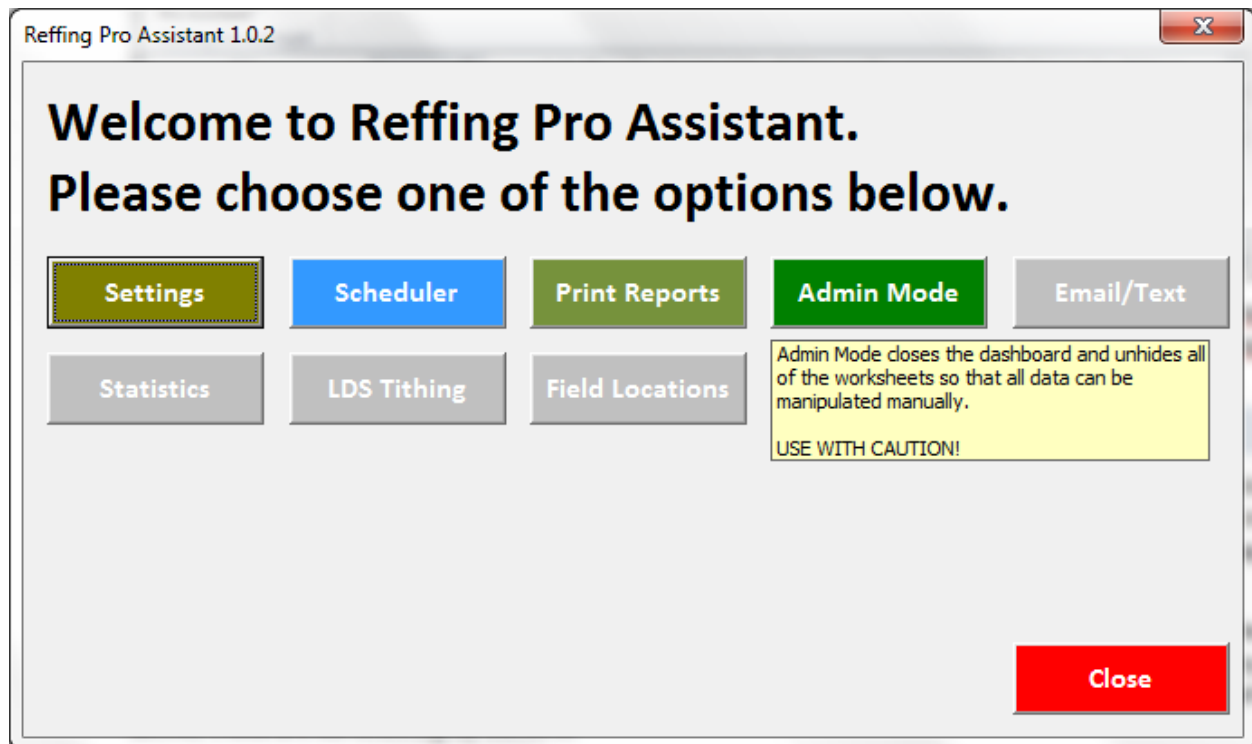 Reffing Pro Assistant 1.0.2
Welcome to Reffing Pro Assistant.
Please choose one of the options below.
Settings
Scheduler
Print Reports
Admin Mode
Email/Text
Statistics
LDS Tithing
Field Locations
Admin Mode closes the dashboard and unhides all
of the worksheets so that all data can be
manipulated manually.
USE WITH CAUTION!
Close